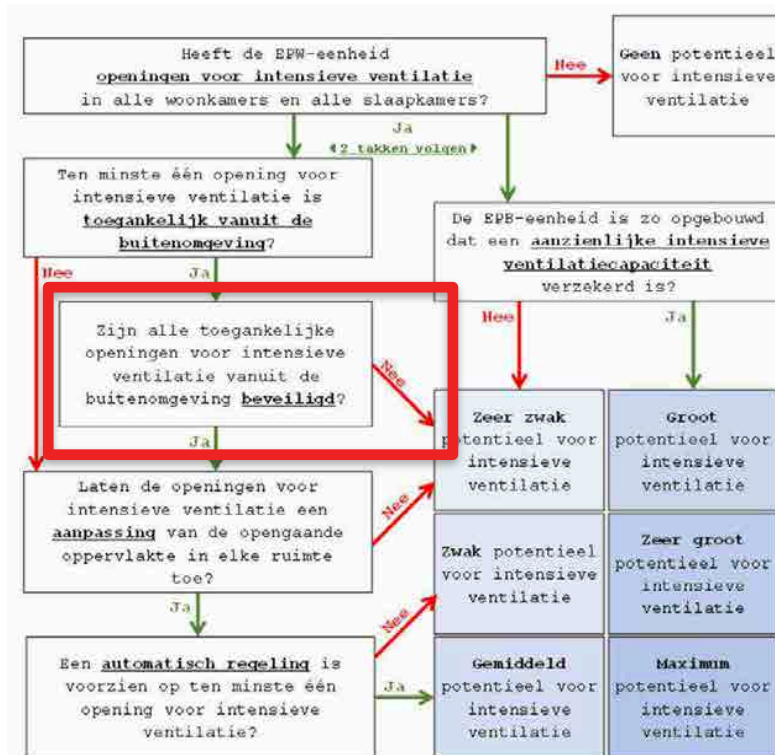 Heeft de EPW-eenheid
openingen voor intensieve ventilatie
in alle woonkamers en alle slaapkamers?
Nee
Geen potentieel
voor intensieve
ventilatie
Ja
2 takken volgen
Ten minste één opening voor
intensieve ventilatie is
toegankelijk vanuit de
buitenomgeving?
De EPB-eenheid is zo opgebouwd
dat een aanzienlijke intensieve
ventilatiecapaciteit
verzekerd is?
Nee
Ja
Nee
Ja
Zijn alle toegankelijke
openingen voor intensieve
ventilatie vanuit de
buitenomgeving beveiligd?
Nee
Ja
Zeer zwak
potentieel voor
intensieve
ventilatie
Groot
potentieel voor
intensieve
ventilatie
Laten de openingen voor
intensieve ventilatie een
aanpassing van de opengaande
oppervlakte in elke ruimte
toe?
Nee
Ja
Zwak potentieel
voor intensieve
ventilatie
Zeer groot
potentieel voor
intensieve
ventilatie
Een automatisch regeling is
voorzien op ten minste één
opening voor intensieve
ventilatie?
Nee
Ja
Gemiddeld
potentieel voor
intensieve
ventilatie
Maximum
potentieel voor
intensieve
ventilatie